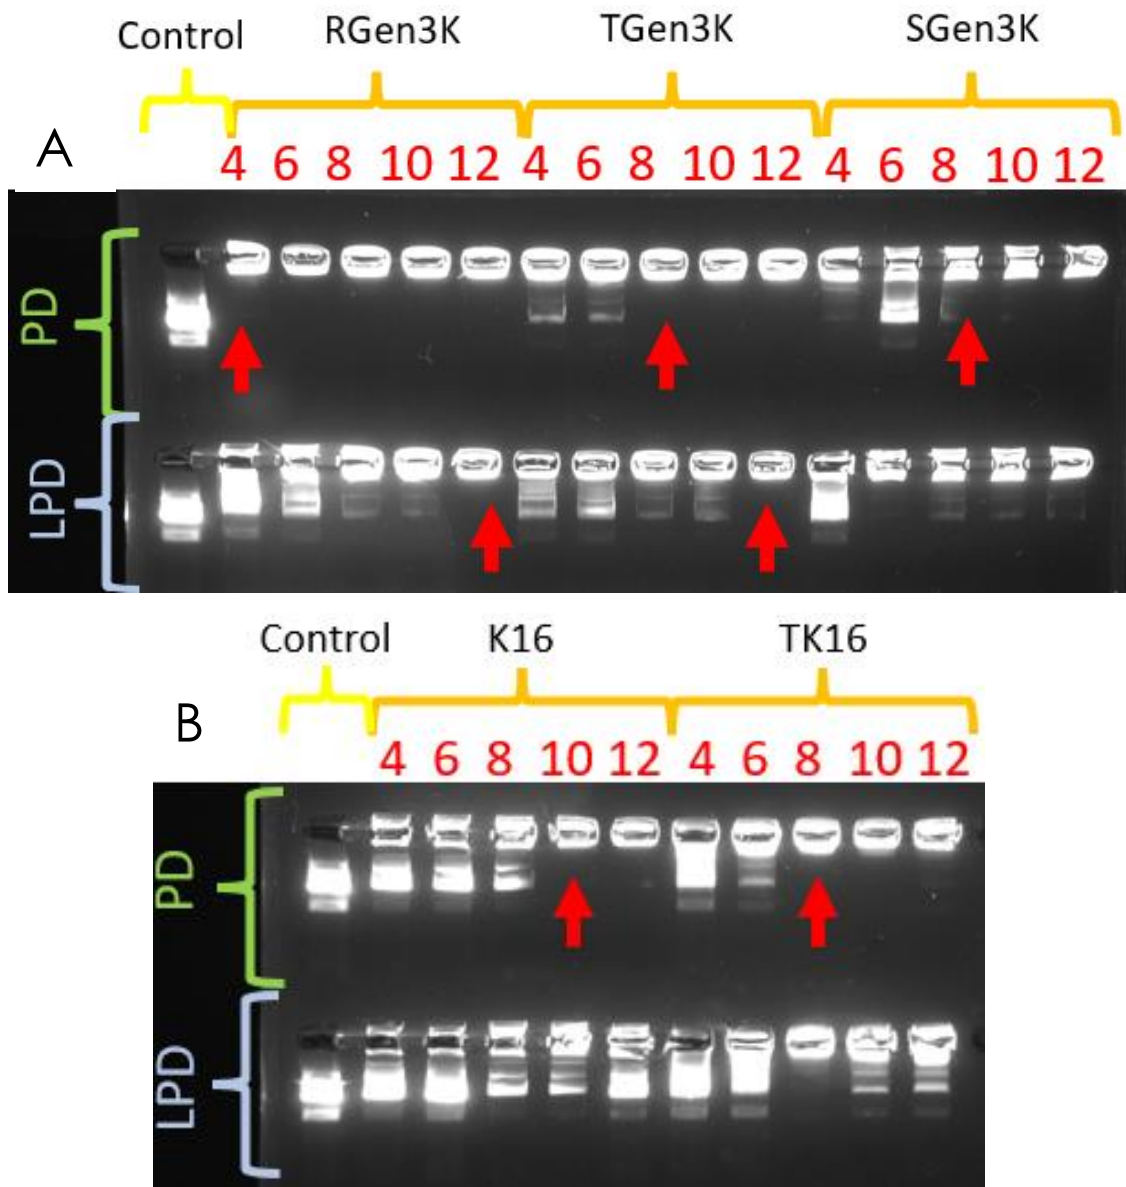 Control RGen3K TGen3K SGen3K
A
4 6 8 10 12 4 6 8 10 12 4 6 8 10 12
PD
LPD
Control K16 TK16
B
4 6 8 10 12 4 6 8 10 12
PD
LPD